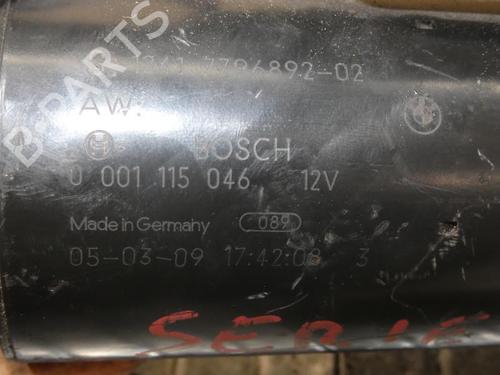 7796892-02
AW:
BOSCH
0 001 115 046 12V
Made in Germany 089
05-03-09 17:42:08 3
SERIE